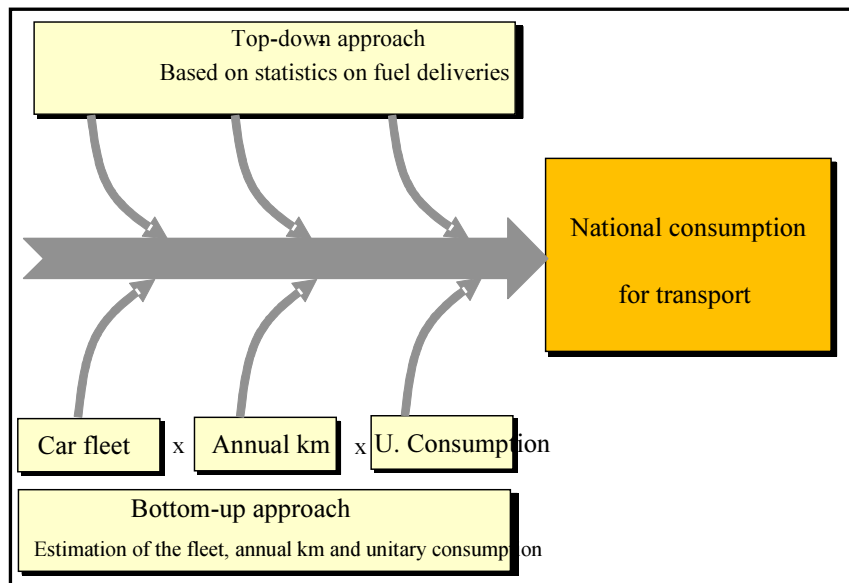 Top-down approach
Based on statistics on fuel deliveries
National consumption
for transport
Car fleet x Annual km x U. Consumption
Bottom-up approach
Estimation of the fleet, annual km and unitary consumption